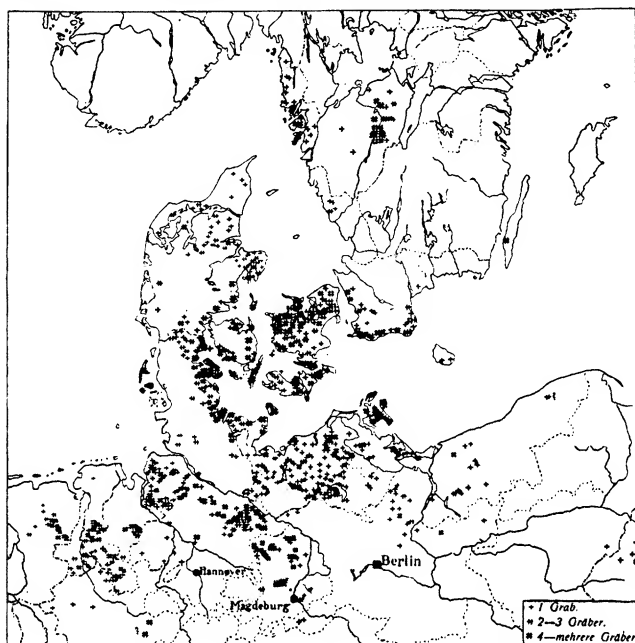 Hannover
Berlin
Magdeburg
1 Grab.
2—3 Gräber.
4—mehrere Gräber